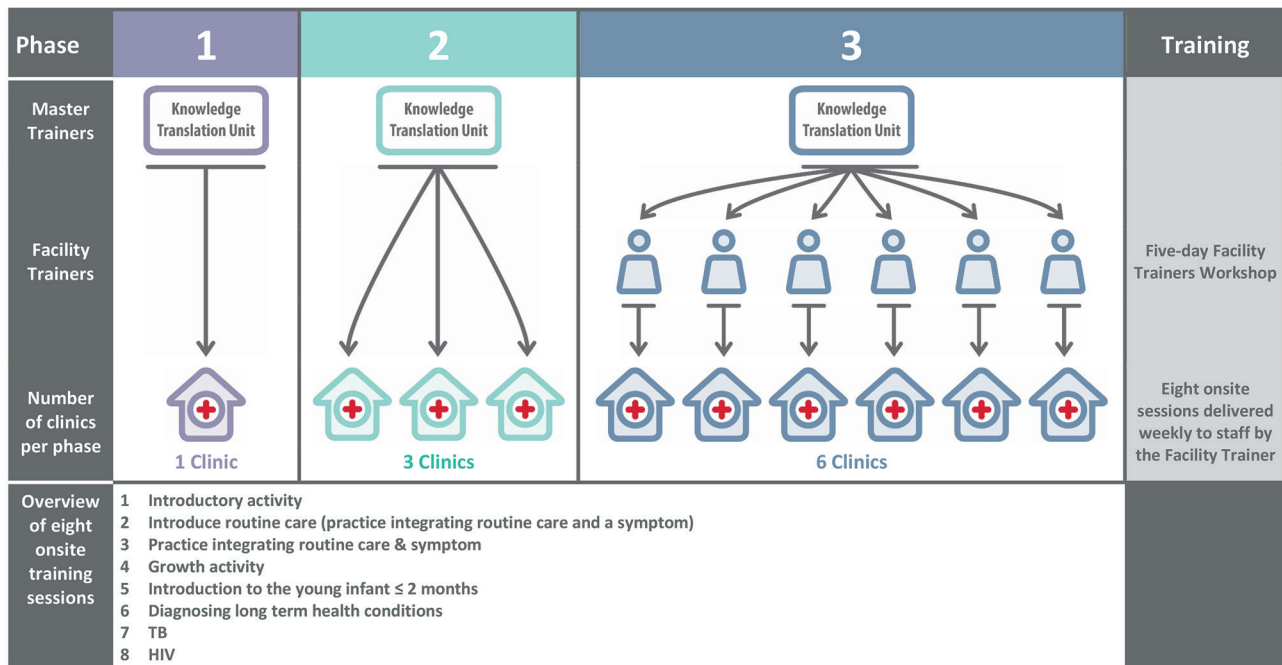 Phase
1
2
3
Training
Master
Trainers
Knowledge
Translation Unit
Knowledge
Translation Unit
Knowledge
Translation Unit
Facility
Trainers
Five-day Facility
Trainers Workshop
Number
of clinics
per phase
1 Clinic
3 Clinics
6 Clinics
Eight onsite
sessions delivered
weekly to staff by
the Facility Trainer
Overview
of eight
onsite
training
sessions
1 Introductory activity
2 Introduce routine care (practice integrating routine care and a symptom)
3 Practice integrating routine care & symptom
4 Growth activity
5 Introduction to the young infant ≤ 2 months
6 Diagnosing long term health conditions
7 TB
8 HIV